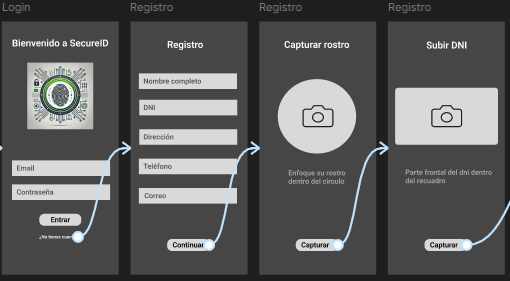 Login
Bienvenido a SecureID
Email
Contraseña
Entrar
¿No tienes
Registro
Registro
Nombre completo
DNI
Dirección
Teléfono
Correo
Continuar
Registro
Capturar rostro
Enfoque su rostro
dentro del circulo
Capturar
Registro
Subir DNI
Parte frontal del dni dentro
del recuadro
Capturar